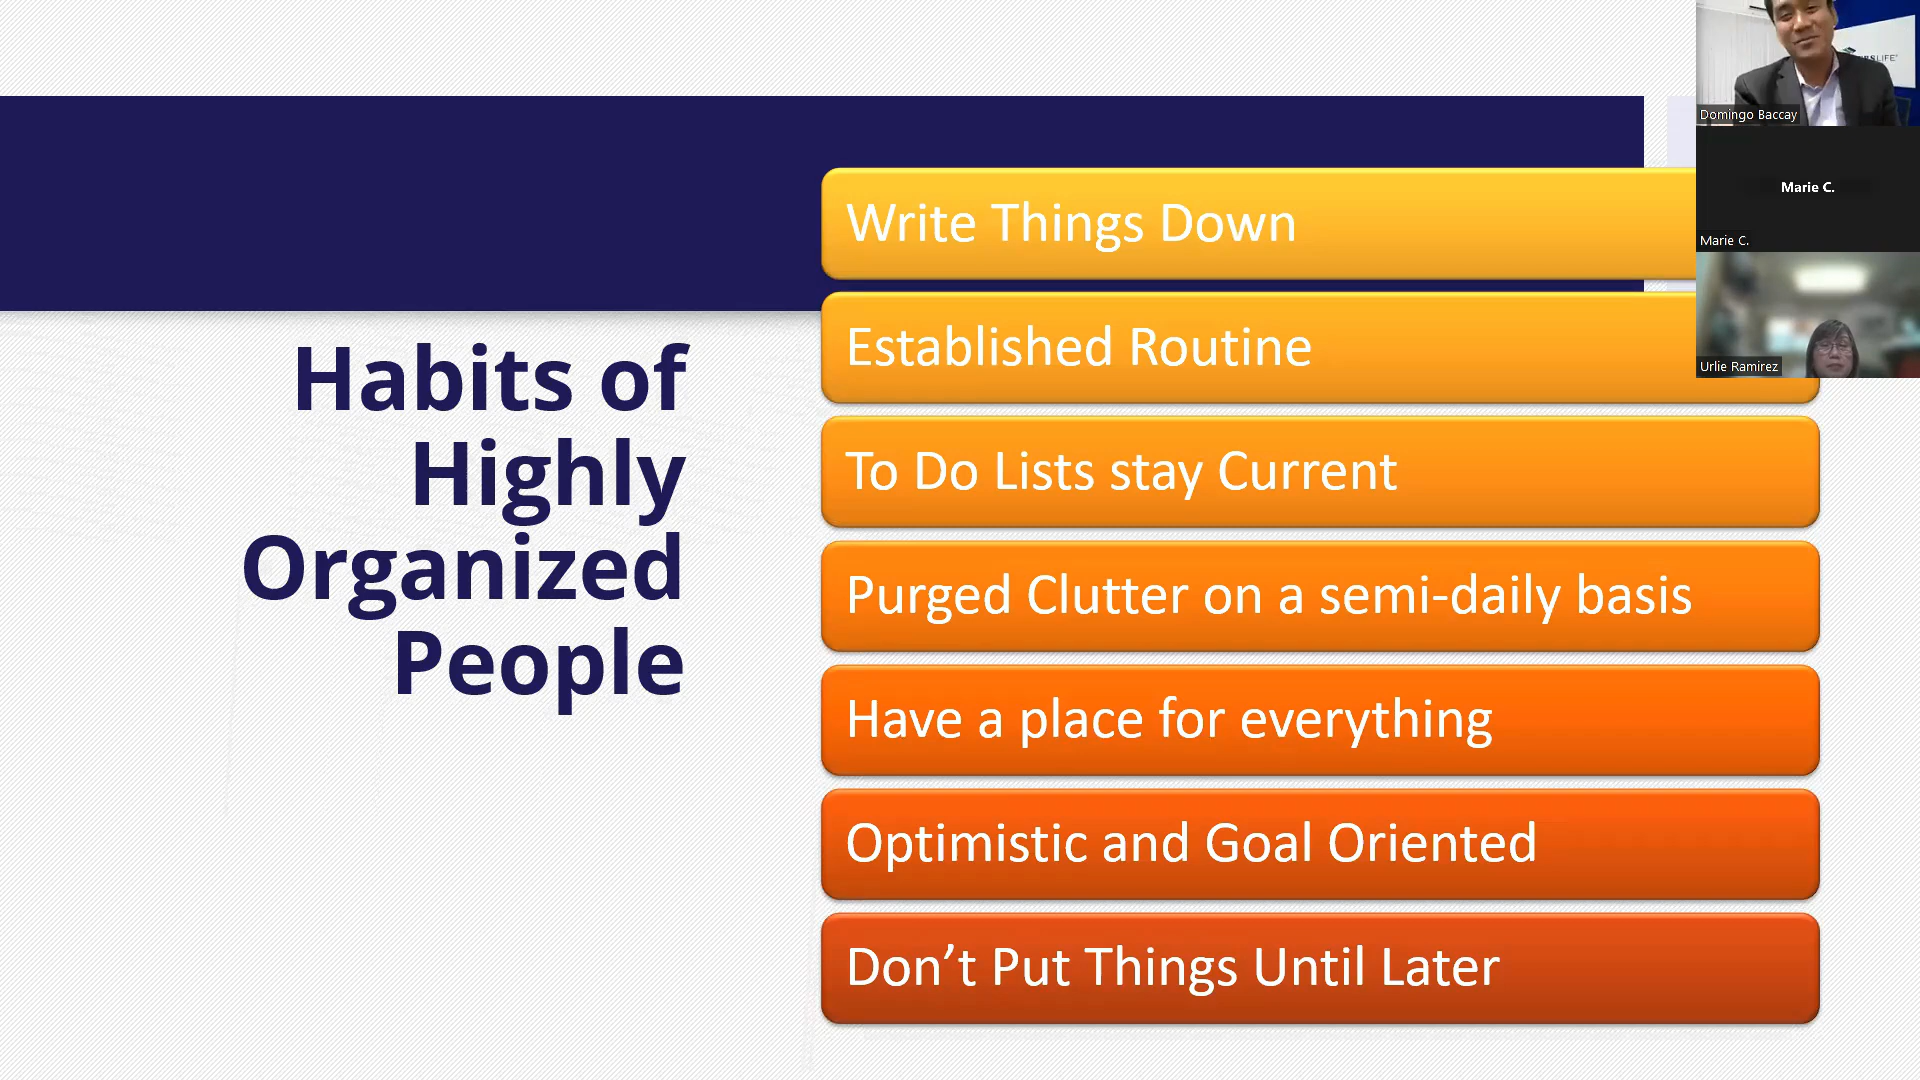 Habits of
Highly
Organized
People
Write Things Down
Established Routine
To Do Lists stay Current
Purged Clutter on a semi-daily basis
Have a place for everything
Optimistic and Goal Oriented
Don’t Put Things Until Later
Domingo Baccay
Marie C.
Marie C.
Urlie Ramirez